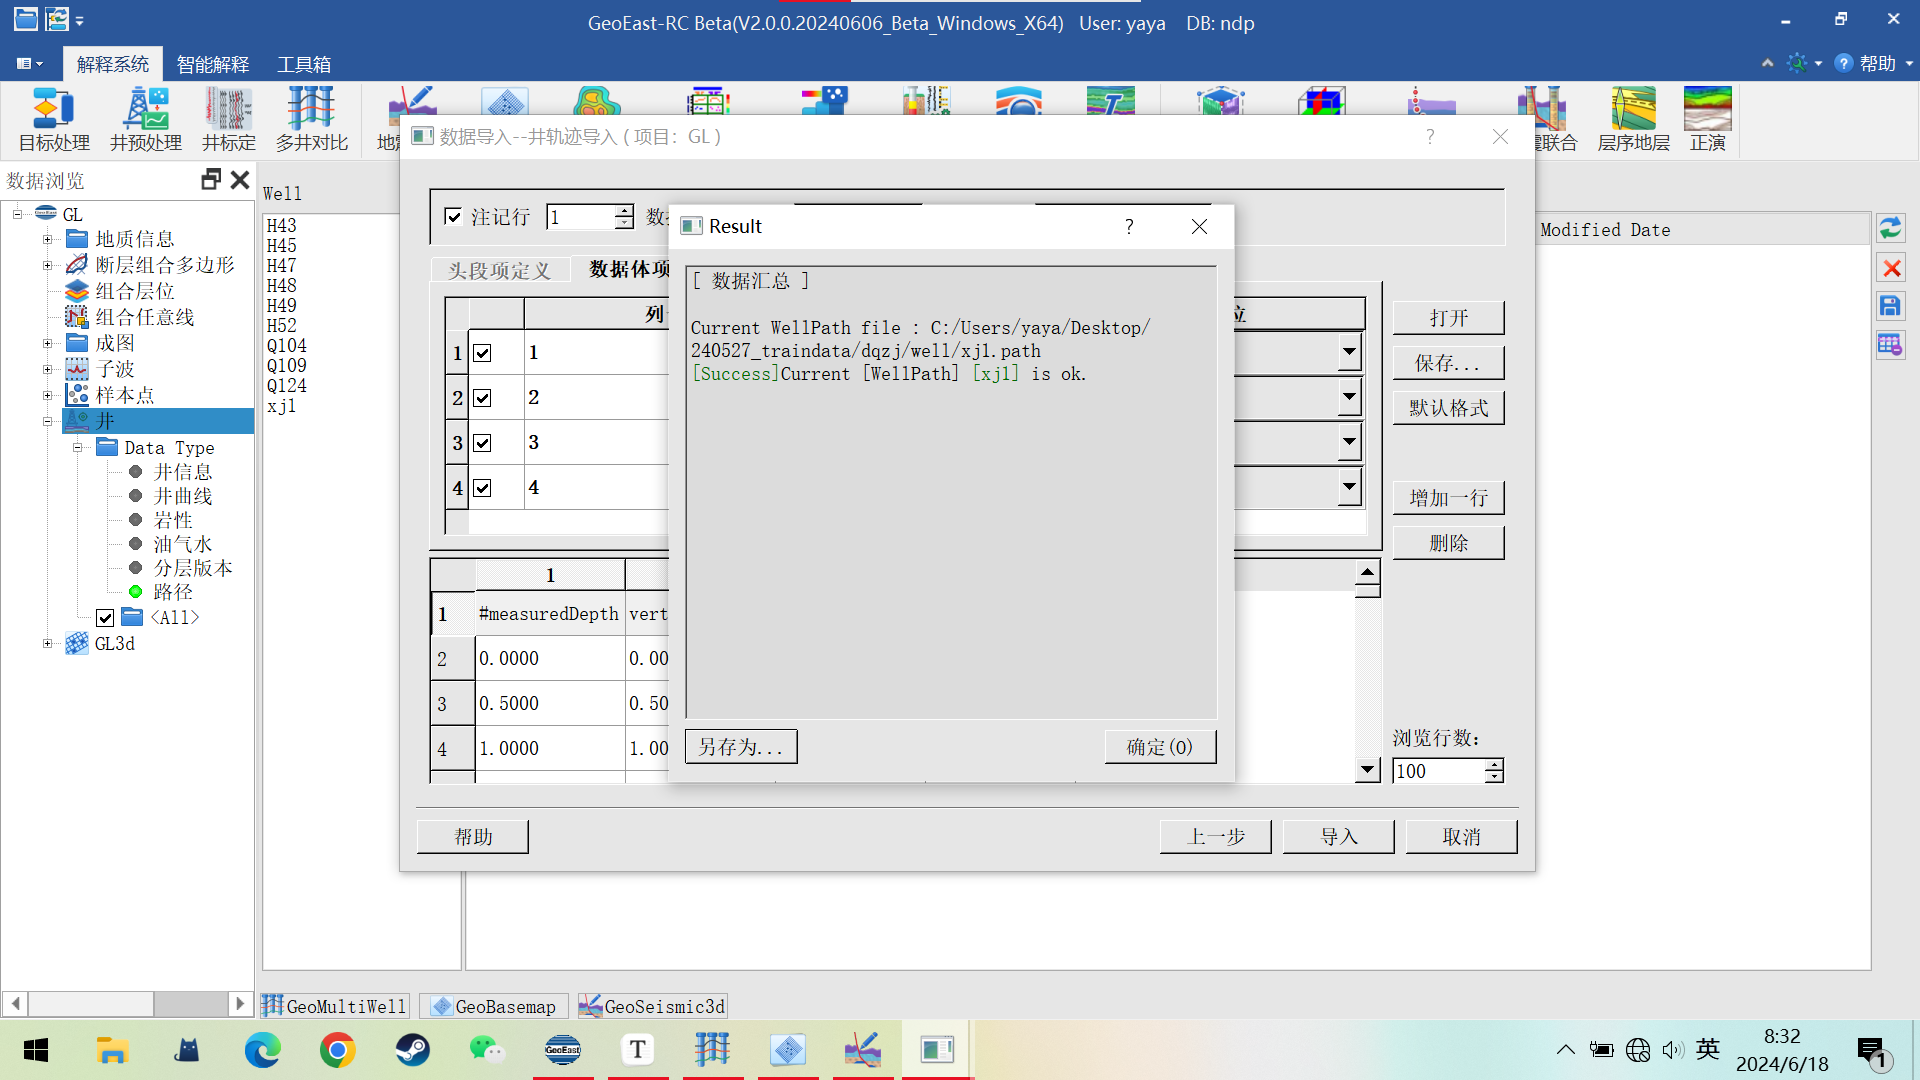 GeoEast-RC Beta(V2.0.0.20240606_Beta_Windows_X64) User: yaya DB: ndp
解释系统 智能解释 工具箱 帮助
目标处理 井预处理 井标定 多井对比 联合 层序地层 正演
数据导入--井轨迹导入 ( 项目：GL )
数据浏览
Well
H43
H45
H47
H48
H49
H52
Q104
Q109
Q124
xj1
GL
地质信息
断层组合多边形
组合层位
组合任意线
成图
子波
样本点
井
Data Type
井信息
井曲线
岩性
油气水
分层版本
路径
<All>
GL3d
注记行 1
头段项定义 数据体项
列
位
1 1
2 2
3 3
4 4
打开
保存...
默认格式
增加一行
删除
1
1 #measuredDepth vert
2 0.0000 0.00
3 0.5000 0.50
4 1.0000 1.00
浏览行数:
100
帮助 上一步 导入 取消
Result
[ 数据汇总 ]
Current WellPath file : C:/Users/yaya/Desktop/
240527_traindata/dqzj/well/xj1.path
[Success]Current [WellPath] [xj1] is ok.
另存为... 确定(O)
Modified Date
GeoMultiWell GeoBasemap GeoSeismic3d
GeoEast
T
英
8:32
2024/6/18
1